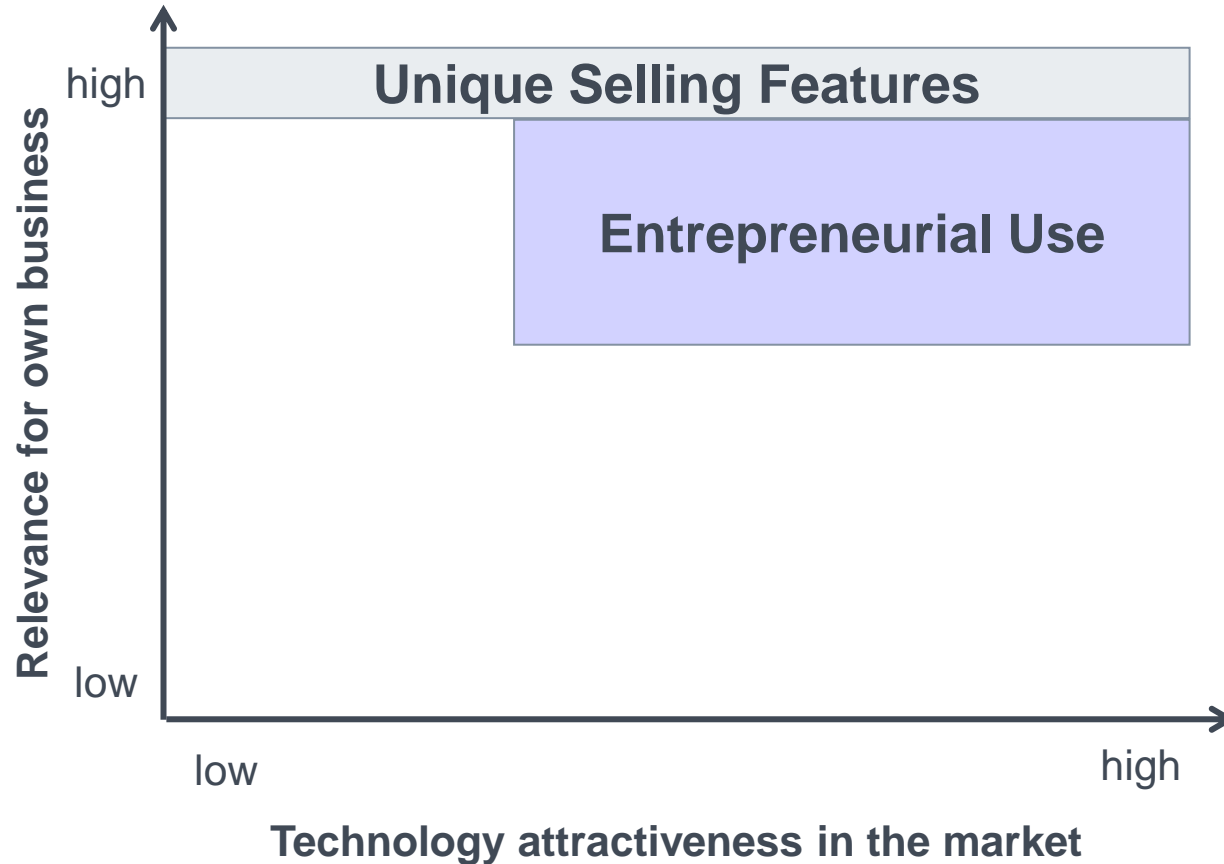 high
Unique Selling Features
Entrepreneurial Use
Relevance for own business
low
low
high
Technology attractiveness in the market